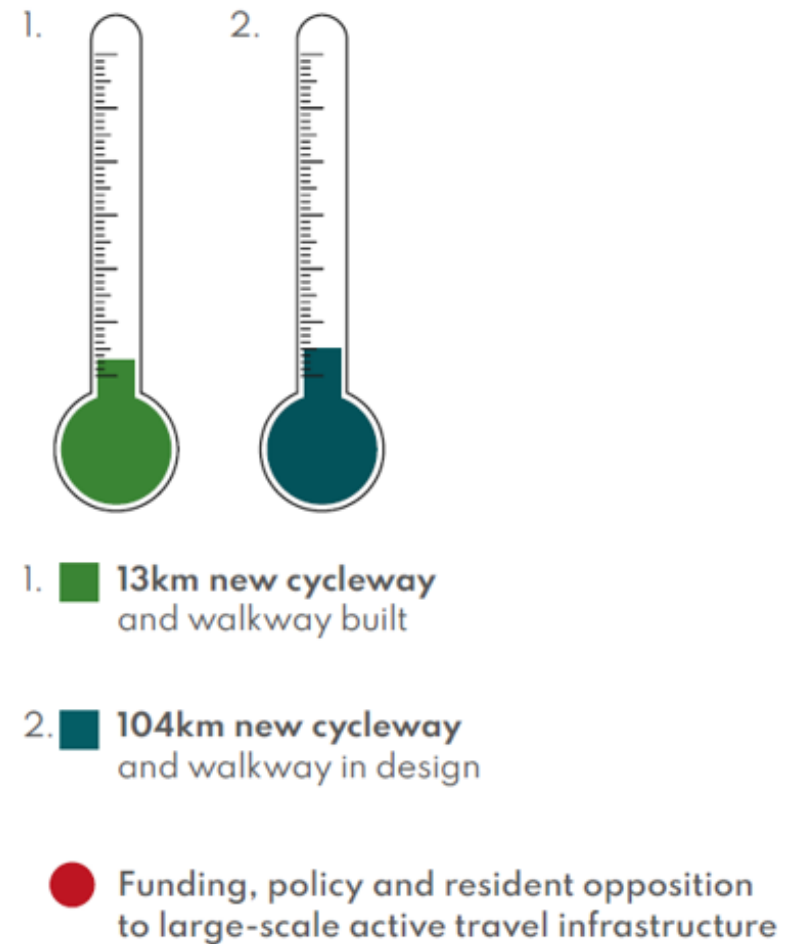 1. 2.
1. 13km new cycleway
and walkway built
2. 104km new cycleway
and walkway in design
Funding, policy and resident opposition
to large-scale active travel infrastructure